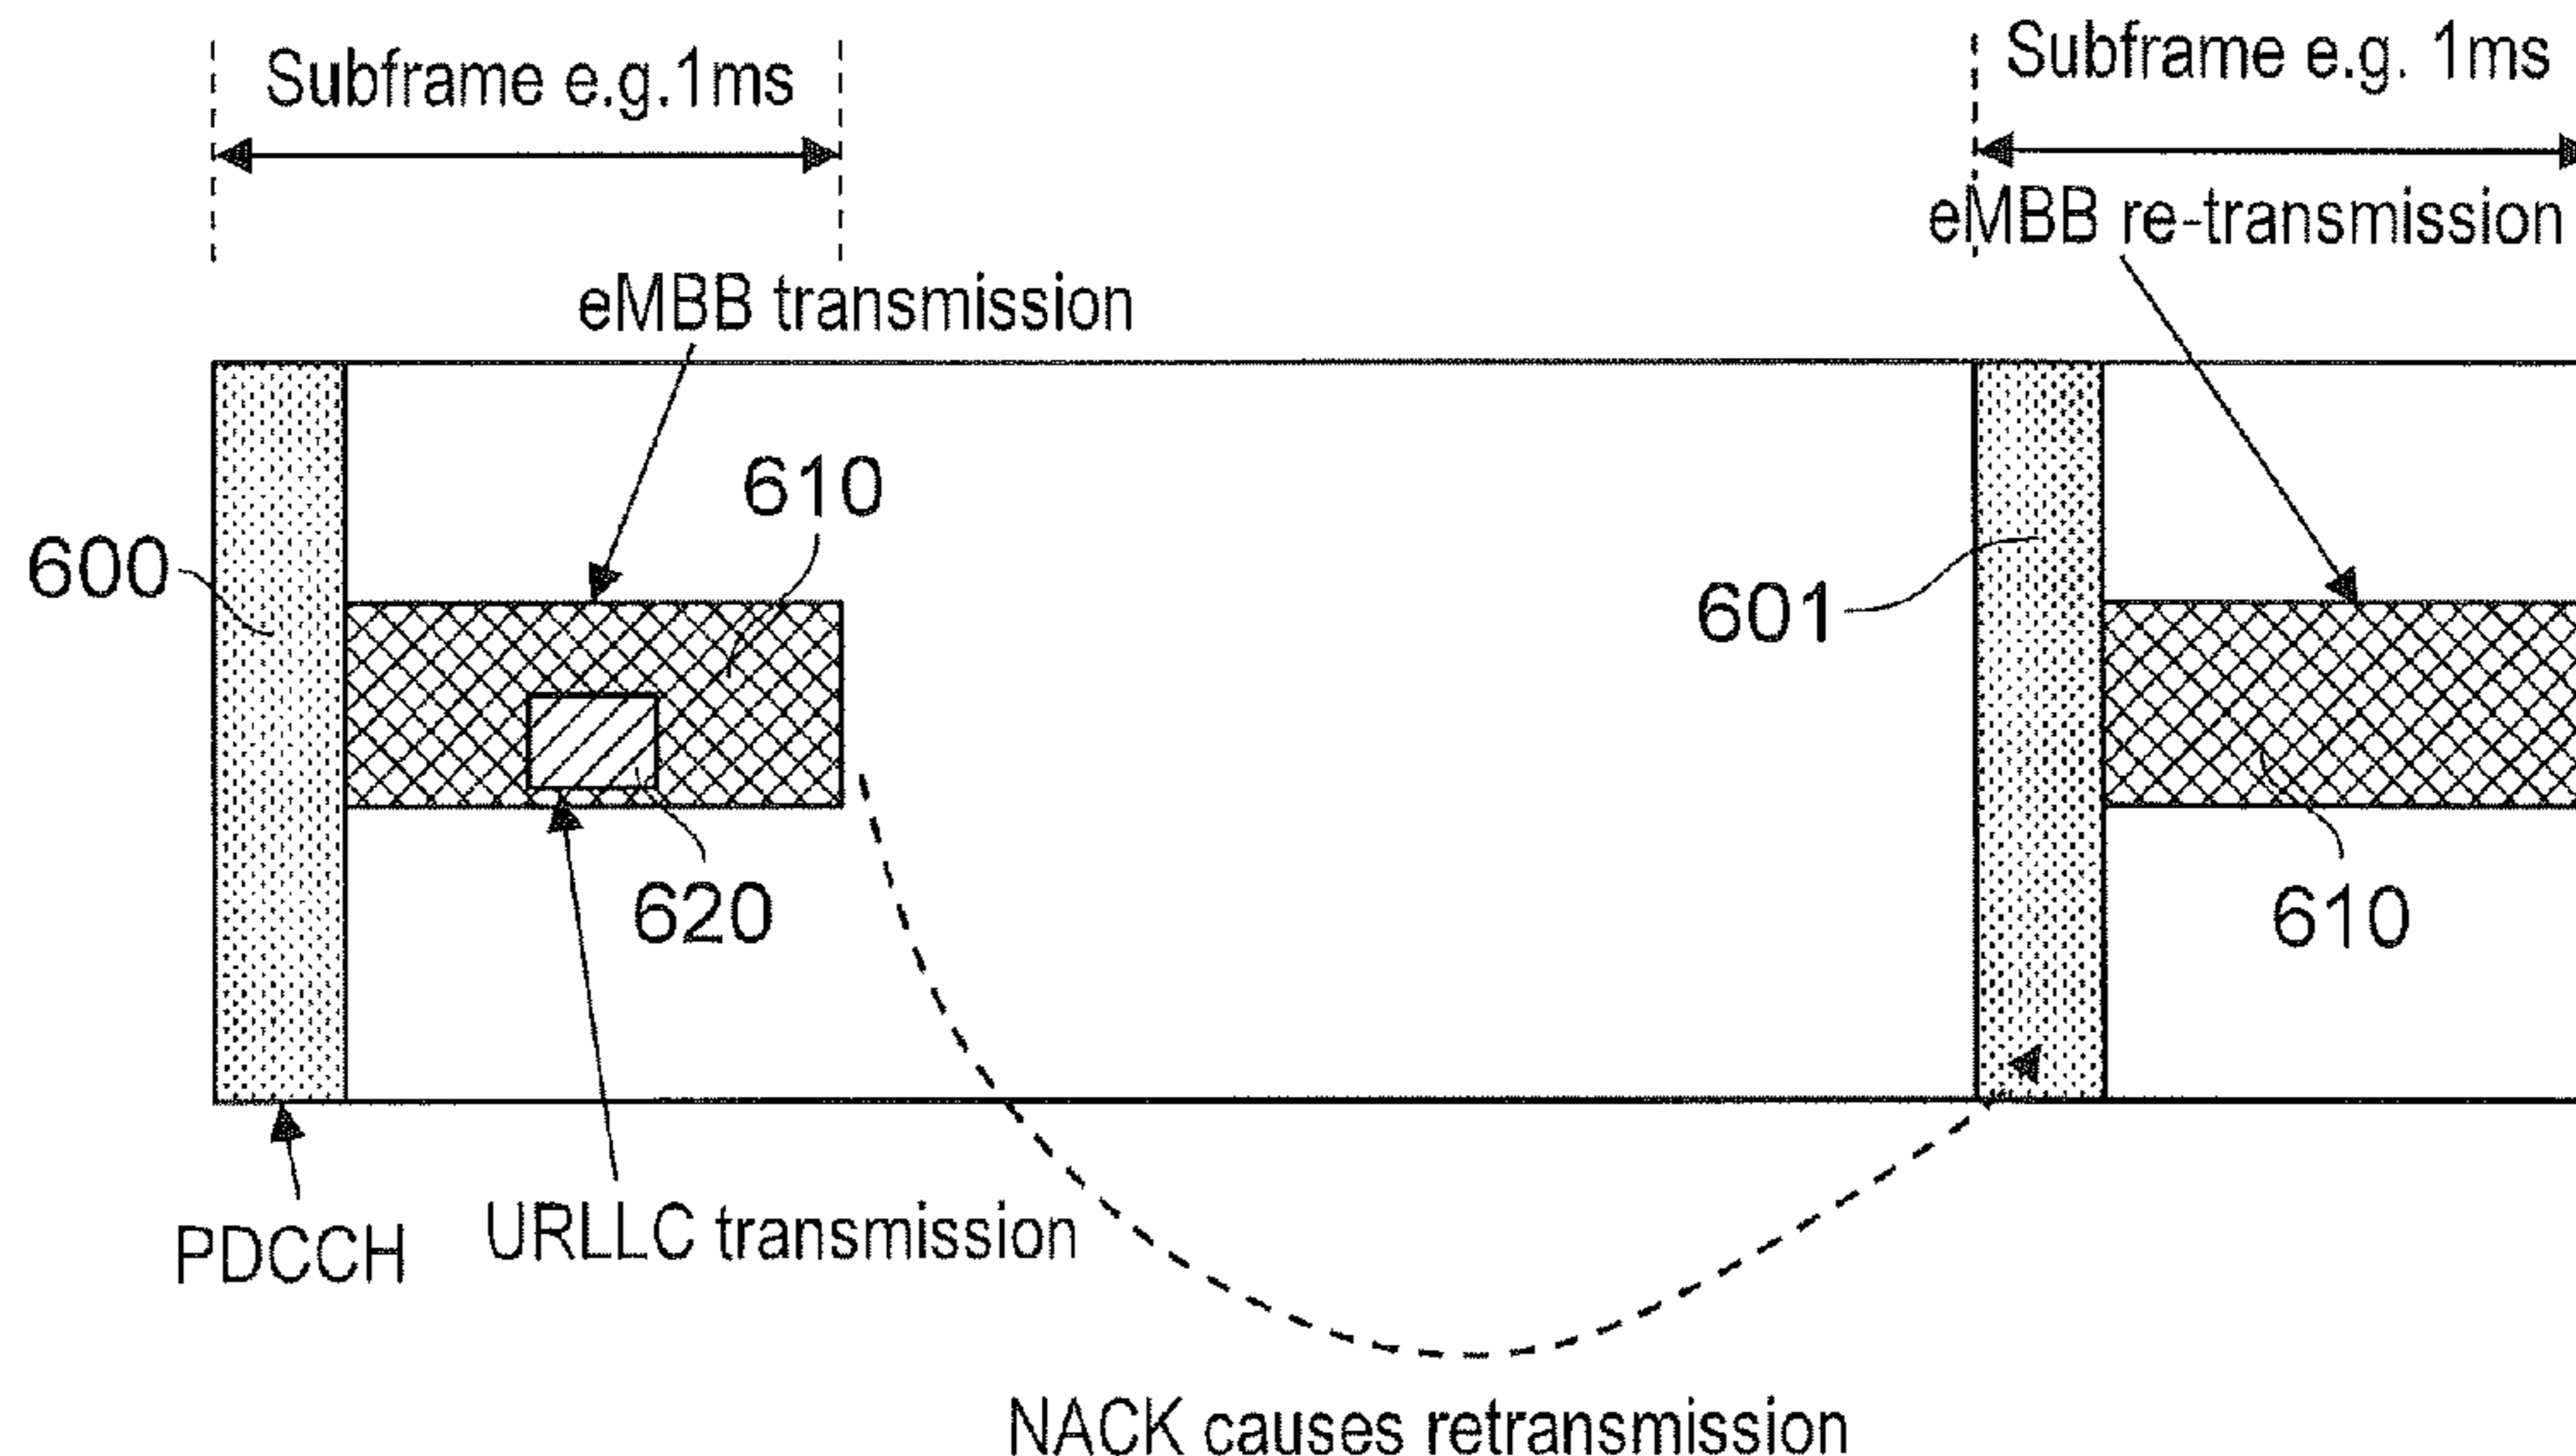 Subframe e.g.1ms
Subframe e.g. 1ms
eMBB re-transmission
eMBB transmission
610
600
601
620
610
PDCCH
URLLC transmission
NACK causes retransmission